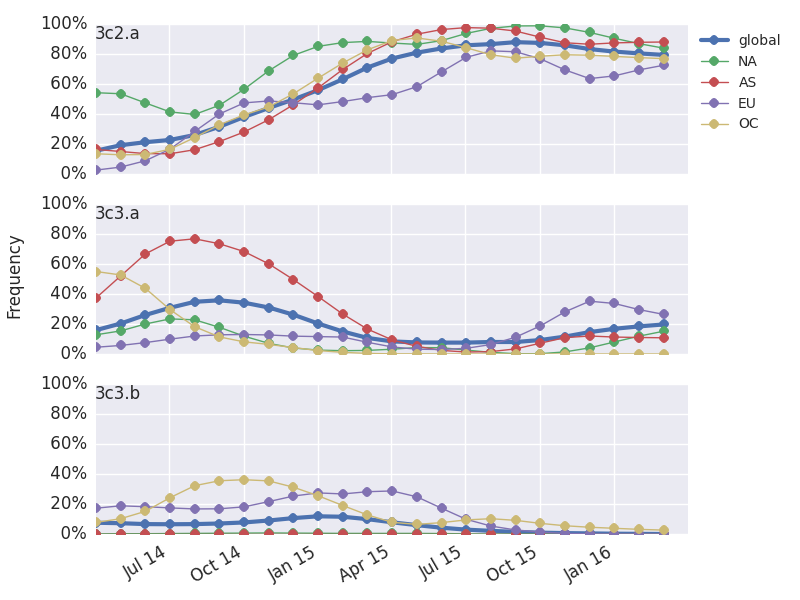 3c2.a
100%
80%
60%
40%
20%
0%
global
NA
AS
EU
OC
3c3.a
100%
80%
60%
40%
20%
0%
Frequency
3c3.b
100%
80%
60%
40%
20%
0%
Jul 14
Oct 14
Jan 15
Apr 15
Jul 15
Oct 15
Jan 16